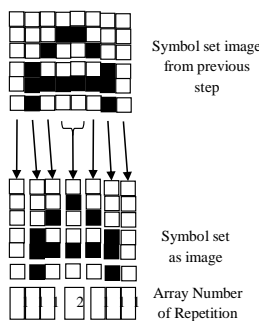 Symbol set image
from previous
step
Symbol set
as image
1 1 1 2 1 1 1
Array Number
of Repetition